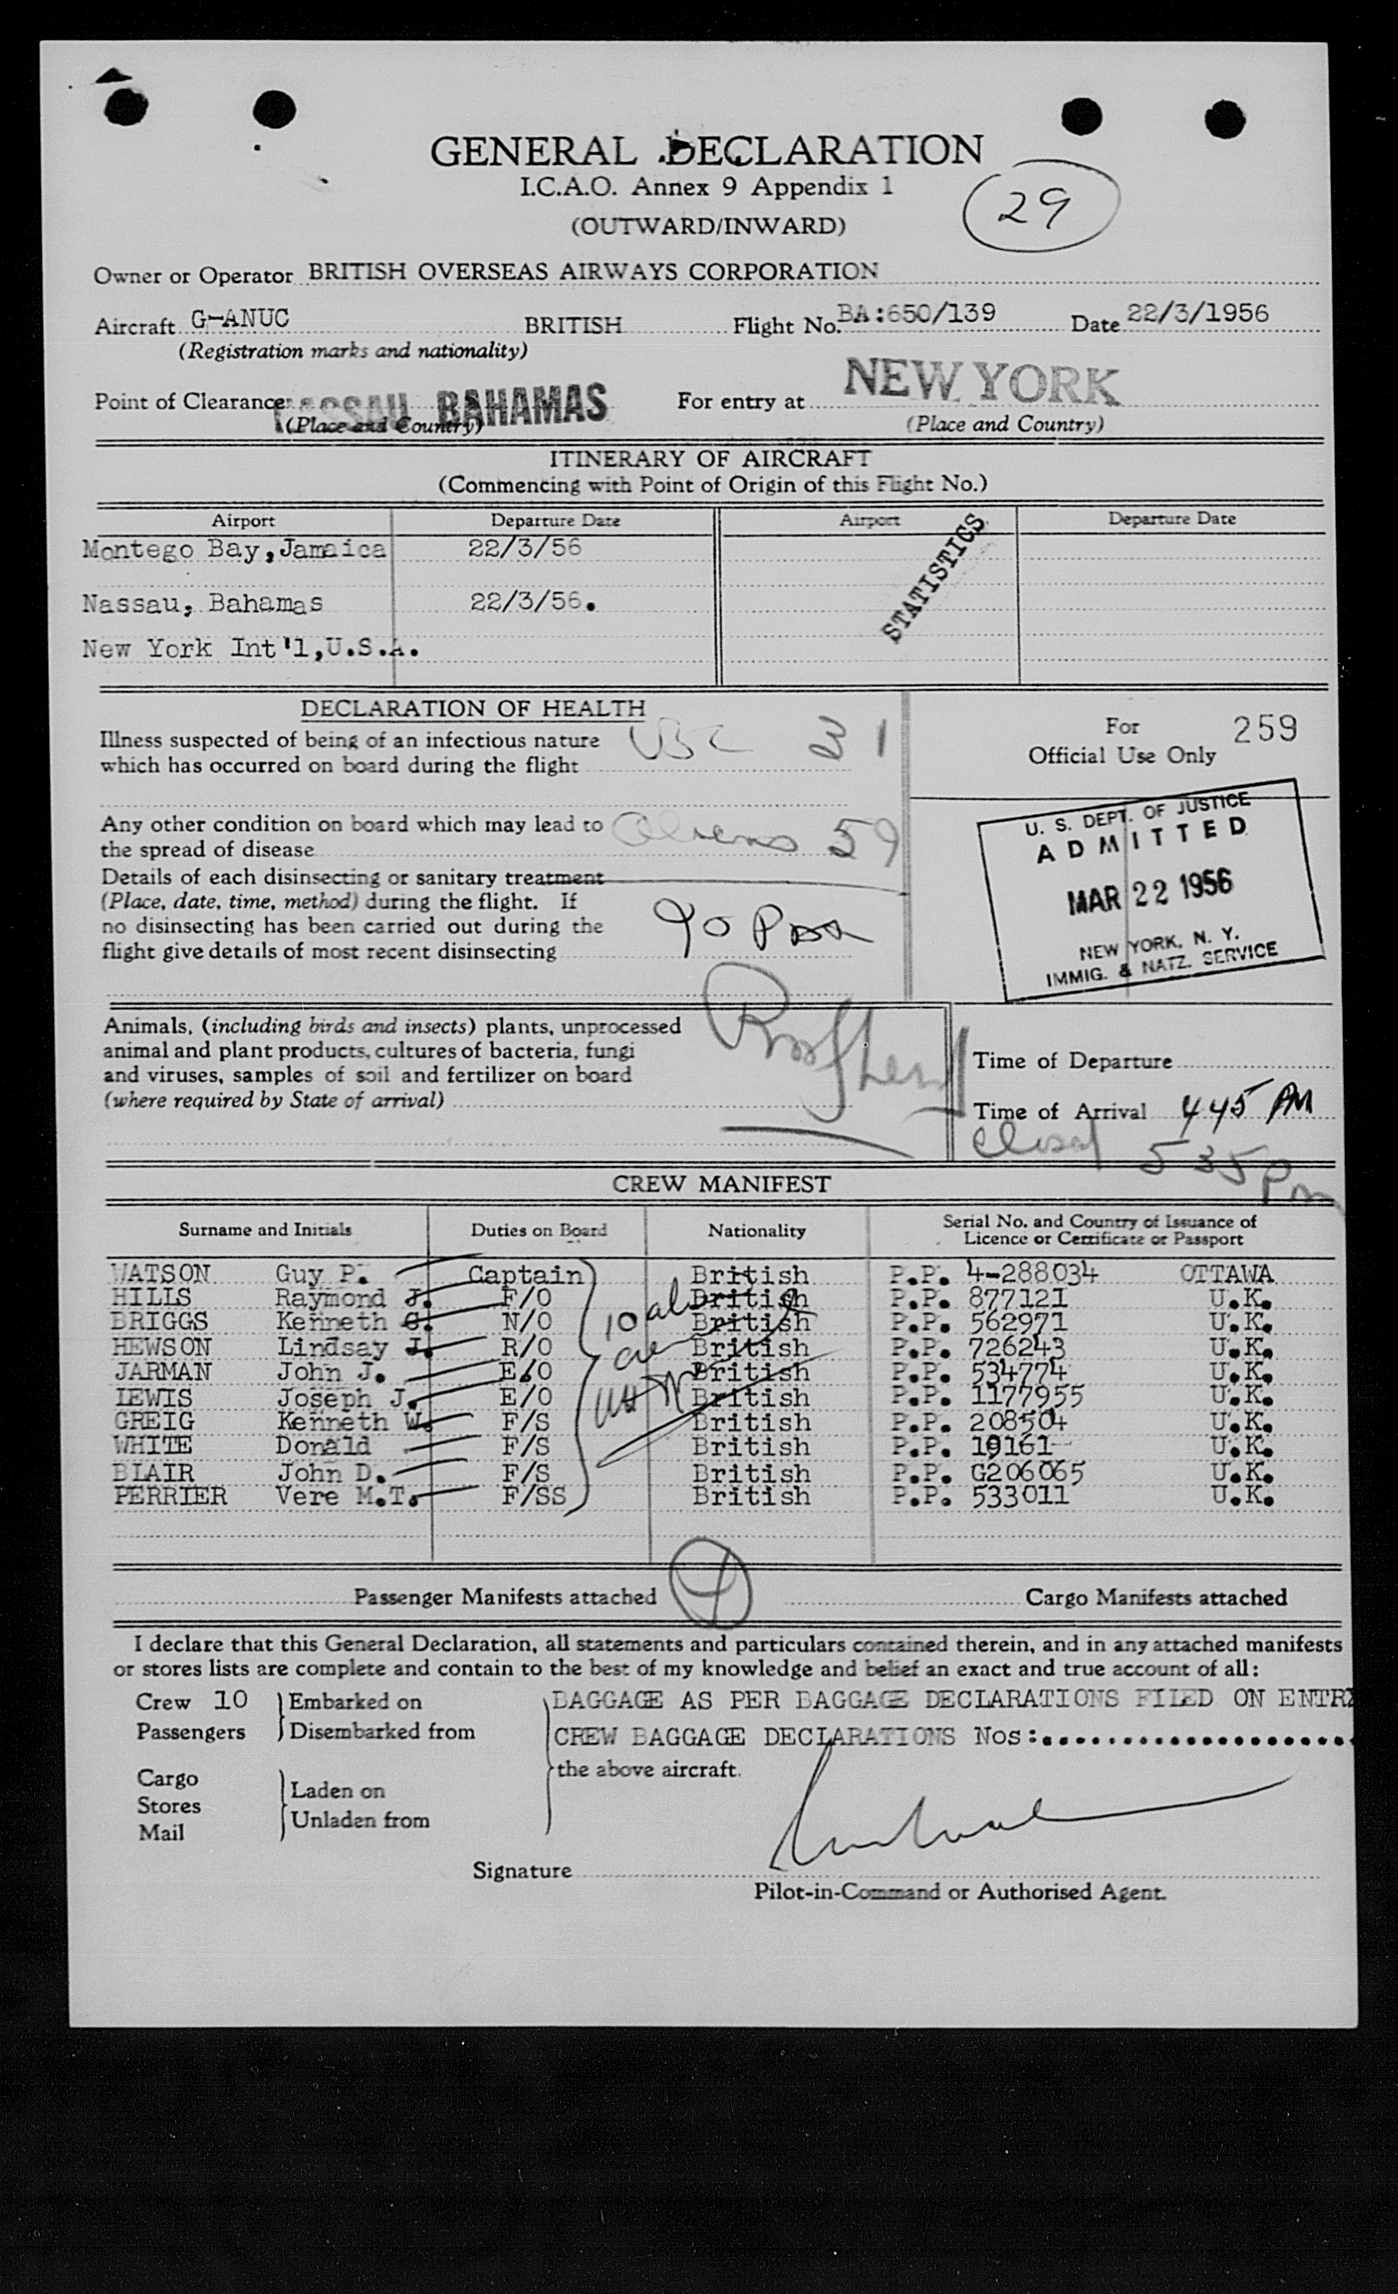 GENERAL DECLARATION
I.C.A.O. Annex 9 Appendix 1
(OUTWARD/INWARD)
29
Owner or Operator BRITISH OVERSEAS AIRWAYS CORPORATION
Aircraft G-ANUC BRITISH Flight No. BA:650/139 Date 22/3/1956
(Registration marks and nationality)
Point of Clearance NASSAU BAHAMAS For entry at NEW YORK
(Place and Country) (Place and Country)
ITINERARY OF AIRCRAFT
(Commencing with Point of Origin of this Flight No.)
Airport Departure Date Airport Departure Date
Montego Bay, Jamaica 22/3/56
Nassau, Bahamas 22/3/56.
New York Int'l, U.S.A.
STATISTICS
DECLARATION OF HEALTH
Illness suspected of being of an infectious nature
which has occurred on board during the flight
USC 31
Any other condition on board which may lead to
the spread of disease
Aliens 59
Details of each disinsecting or sanitary treatment
(Place, date, time, method) during the flight. If
no disinsecting has been carried out during the
flight give details of most recent disinsecting
90 Pass
For
Official Use Only
259
U. S. DEPT. OF JUSTICE
ADMITTED
MAR 22 1956
NEW YORK, N. Y.
IMMIG. & NATZ. SERVICE
Animals, (including birds and insects) plants, unprocessed
animal and plant products, cultures of bacteria, fungi
and viruses, samples of soil and fertilizer on board
(where required by State of arrival)
Time of Departure
Time of Arrival 4 45 PM
closed 5 35 Pm
CREW MANIFEST
Surname and Initials Duties on Board Nationality Serial No. and Country of Issuance of
Licence or Certificate or Passport
WATSON Guy P. Captain British P.P. 4-288034 OTTAWA
HILLS Raymond J. F/O British P.P. 877121 U.K.
BRIGGS Kenneth G. N/O British P.P. 562971 U.K.
HEWSON Lindsay J. R/O British P.P. 726243 U.K.
JARMAN John J. E/O British P.P. 534774 U.K.
LEWIS Joseph J. E/O British P.P. 1177955 U.K.
GREIG Kenneth W. F/S British P.P. 208504 U.K.
WHITE Donald F/S British P.P. 19161 U.K.
BLAIR John D. F/S British P.P. G206065 U.K.
PERRIER Vere M.T. F/SS British P.P. 533011 U.K.
10 al
Passenger Manifests attached Cargo Manifests attached
I declare that this General Declaration, all statements and particulars contained therein, and in any attached manifests
or stores lists are complete and contain to the best of my knowledge and belief an exact and true account of all:
Crew 10 Embarked on BAGGAGE AS PER BAGGAGE DECLARATIONS FILED ON ENTRY
Passengers Disembarked from CREW BAGGAGE DECLARATIONS Nos:....................
the above aircraft.
Cargo
Stores Laden on
Mail Unladen from
Signature
Pilot-in-Command or Authorised Agent.